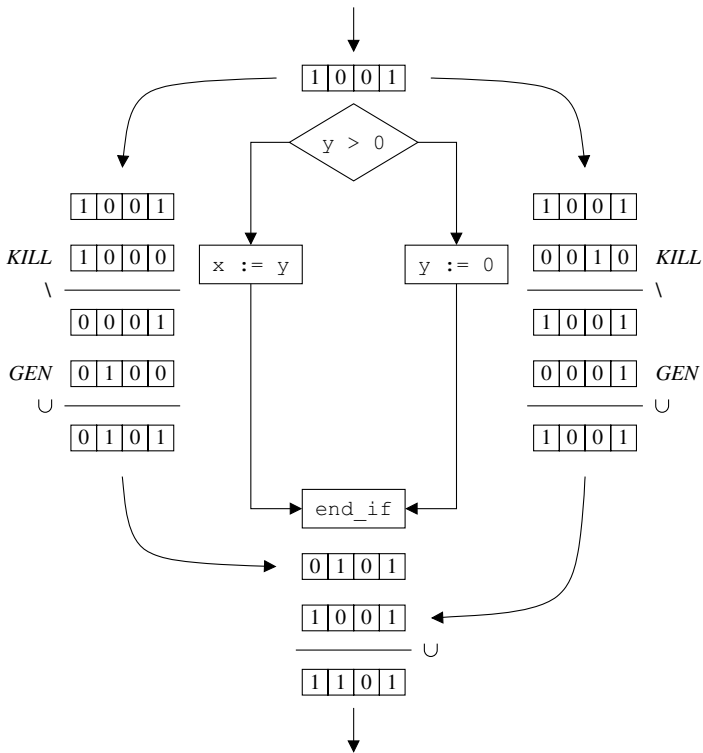 1 0 0 1
y > 0
1 0 0 1
1 0 0 1
KILL 1 0 0 0
x := y
y := 0
0 0 1 0 KILL
\
\
0 0 0 1
1 0 0 1
GEN 0 1 0 0
0 0 0 1 GEN
∪
∪
0 1 0 1
1 0 0 1
end_if
0 1 0 1
1 0 0 1
∪
1 1 0 1